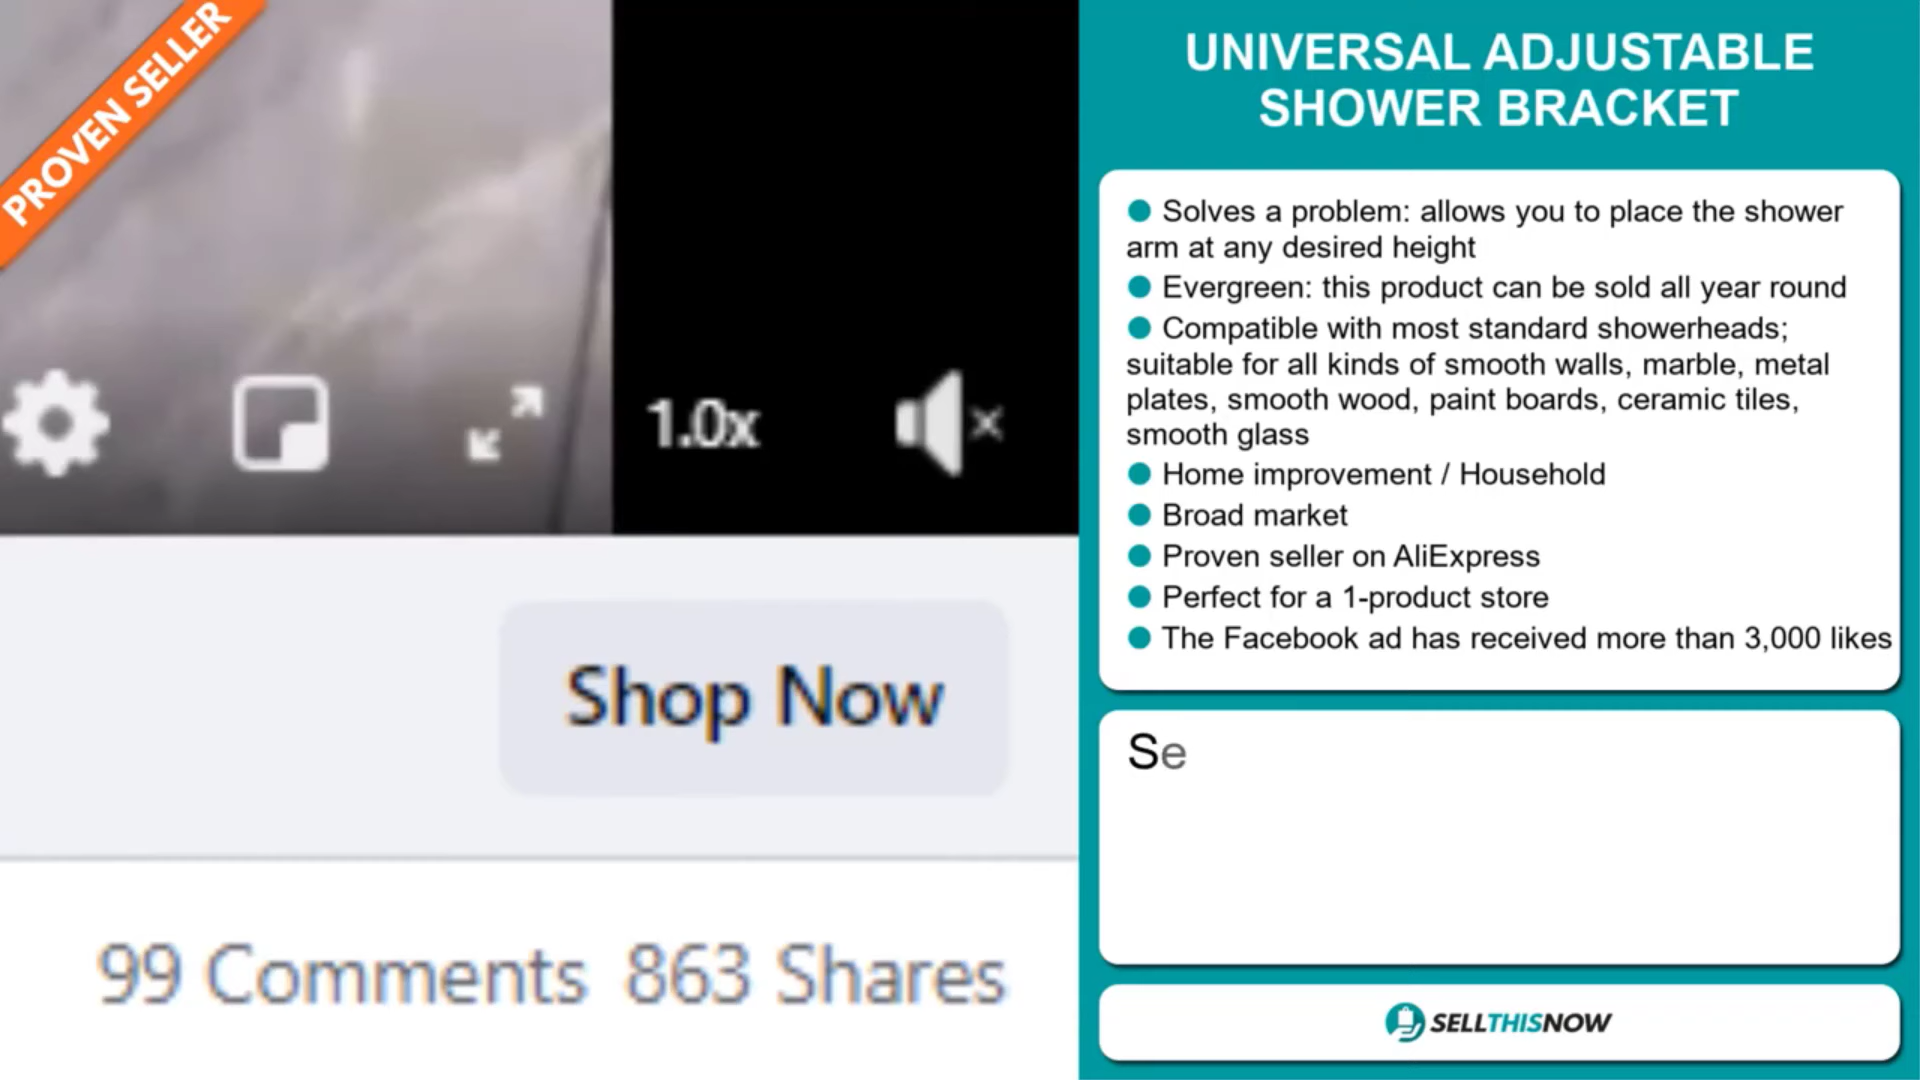 PROVEN SELLER
1.0x
Shop Now
99 Comments 863 Shares
UNIVERSAL ADJUSTABLE
SHOWER BRACKET
Solves a problem: allows you to place the shower
arm at any desired height
Evergreen: this product can be sold all year round
Compatible with most standard showerheads;
suitable for all kinds of smooth walls, marble, metal
plates, smooth wood, paint boards, ceramic tiles,
smooth glass
Home improvement / Household
Broad market
Proven seller on AliExpress
Perfect for a 1-product store
The Facebook ad has received more than 3,000 likes
Se
SELLTHISNOW